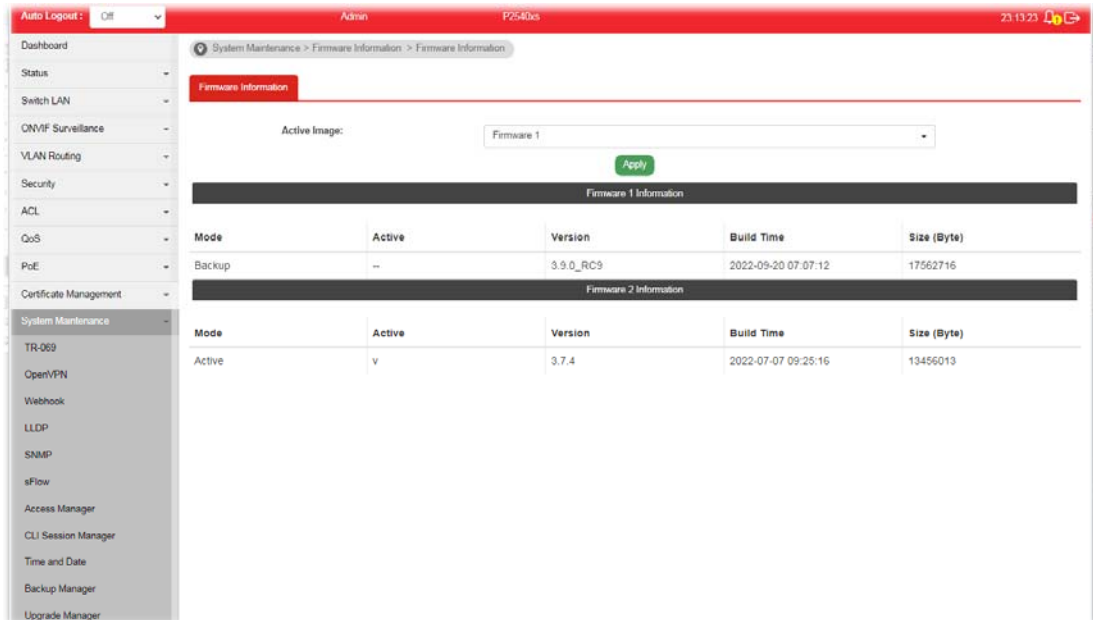 Auto Logout : Off Admin P2540xs 23:13:23
Dashboard
Status
Switch LAN
ONVIF Surveillance
VLAN Routing
Security
ACL
QoS
PoE
Certificate Management
System Maintenance
TR-069
OpenVPN
Webhook
LLDP
SNMP
sFlow
Access Manager
CLI Session Manager
Time and Date
Backup Manager
Upgrade Manager
System Maintenance > Firmware Information > Firmware Information
Firmware Information
Active Image: Firmware 1
Apply
Firmware 1 Information
Mode Active Version Build Time Size (Byte)
Backup -- 3.9.0_RC9 2022-09-20 07:07:12 17562716
Firmware 2 Information
Mode Active Version Build Time Size (Byte)
Active v 3.7.4 2022-07-07 09:25:16 13456013